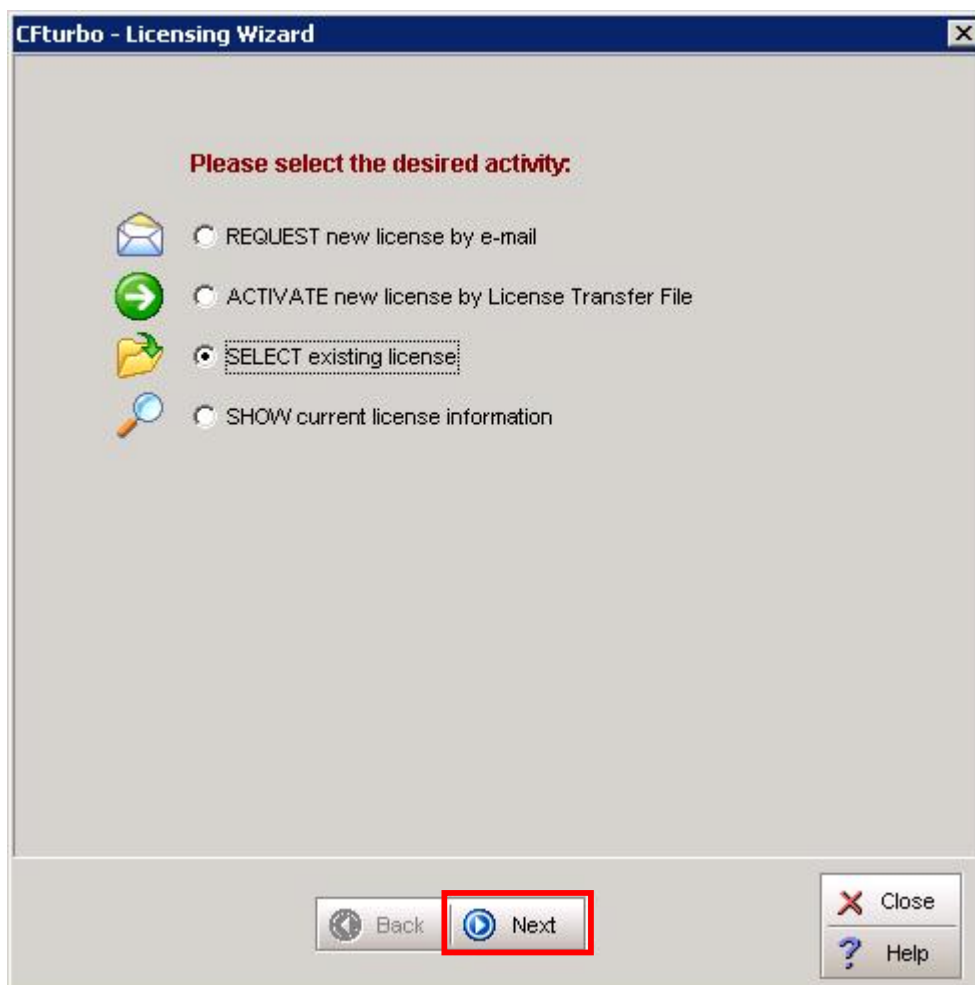 CFturbo - Licensing Wizard
Please select the desired activity:
REQUEST new license by e-mail
ACTIVATE new license by License Transfer File
SELECT existing license
SHOW current license information
Back
Next
Close
Help